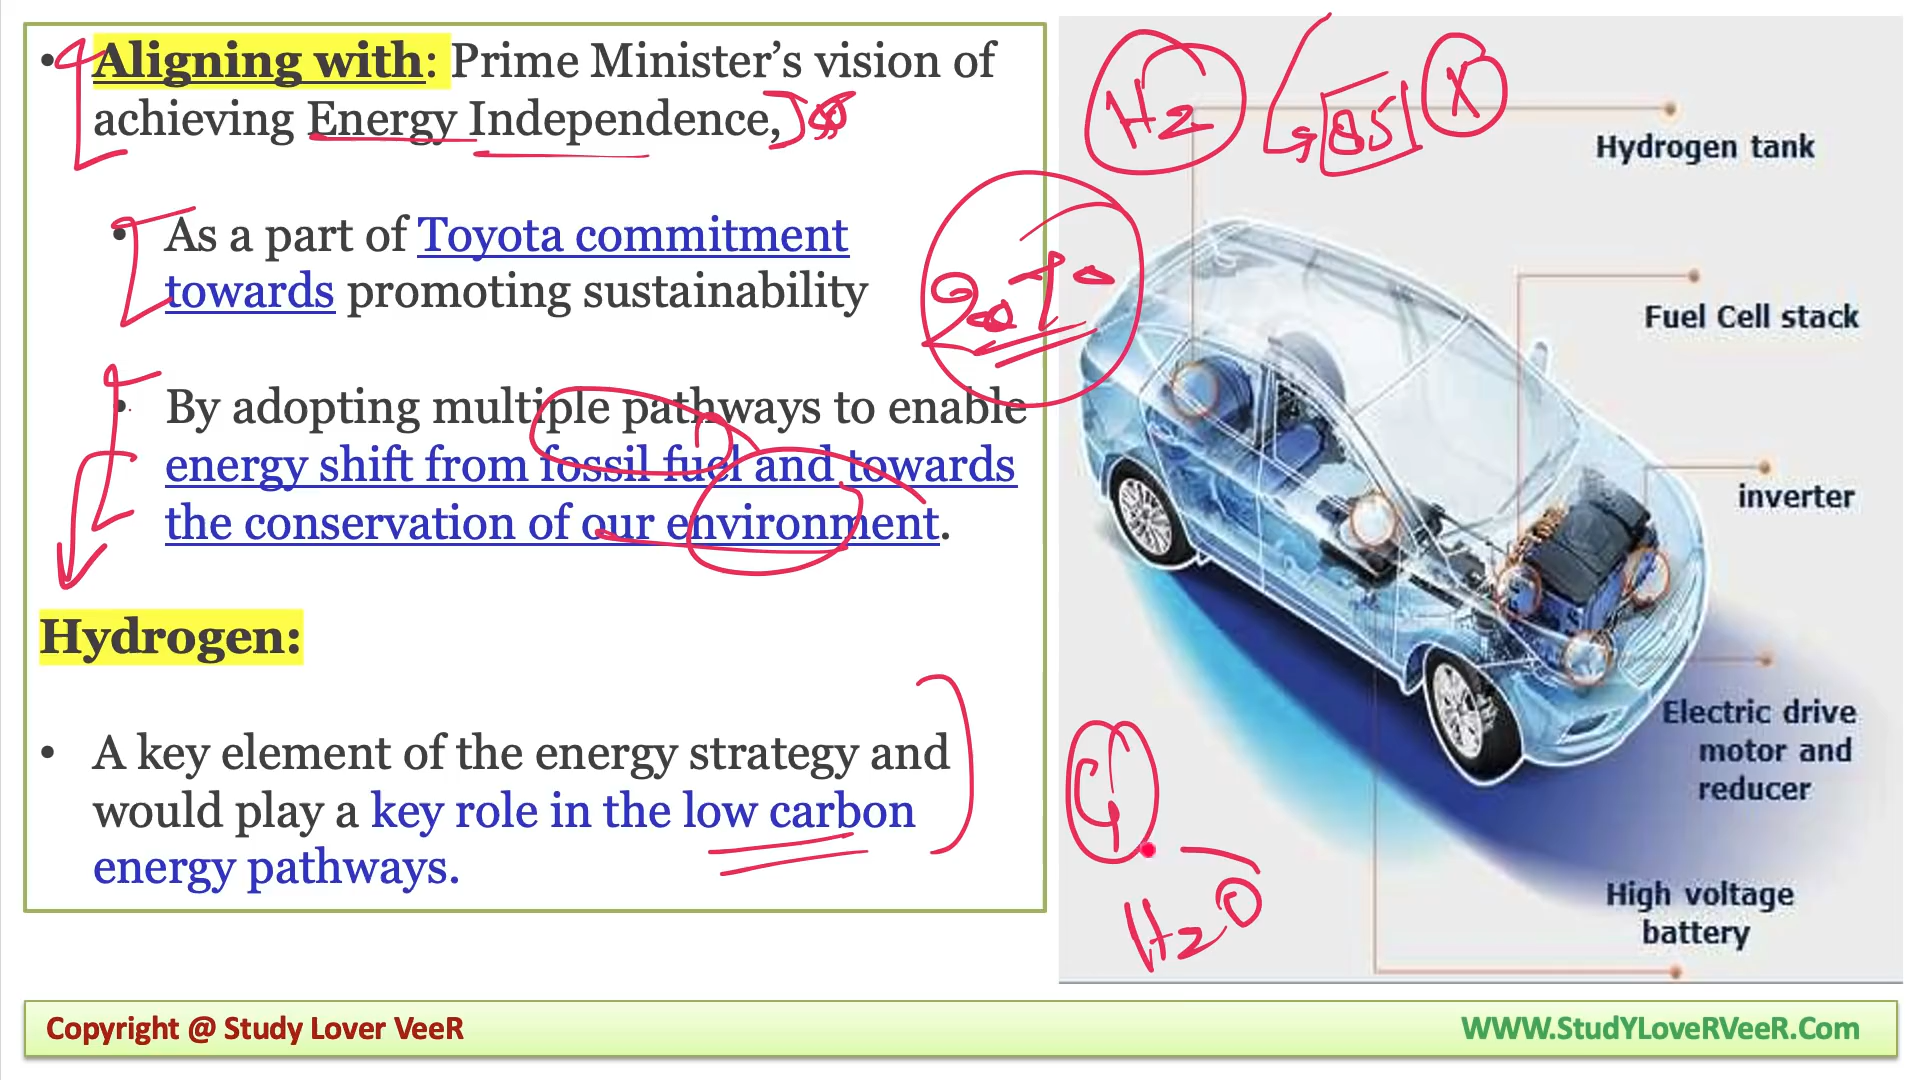 Aligning with: Prime Minister’s vision of
achieving Energy Independence,
As a part of Toyota commitment
towards promoting sustainability
By adopting multiple pathways to enable
energy shift from fossil fuel and towards
the conservation of our environment.
Hydrogen:
A key element of the energy strategy and
would play a key role in the low carbon
energy pathways.
H2
85
X
Hydrogen tank
Fuel Cell stack
inverter
Electric drive
motor and
reducer
High voltage
battery
H2O
Copyright @ Study Lover VeeR
WWW.StudYLoveRVeeR.Com